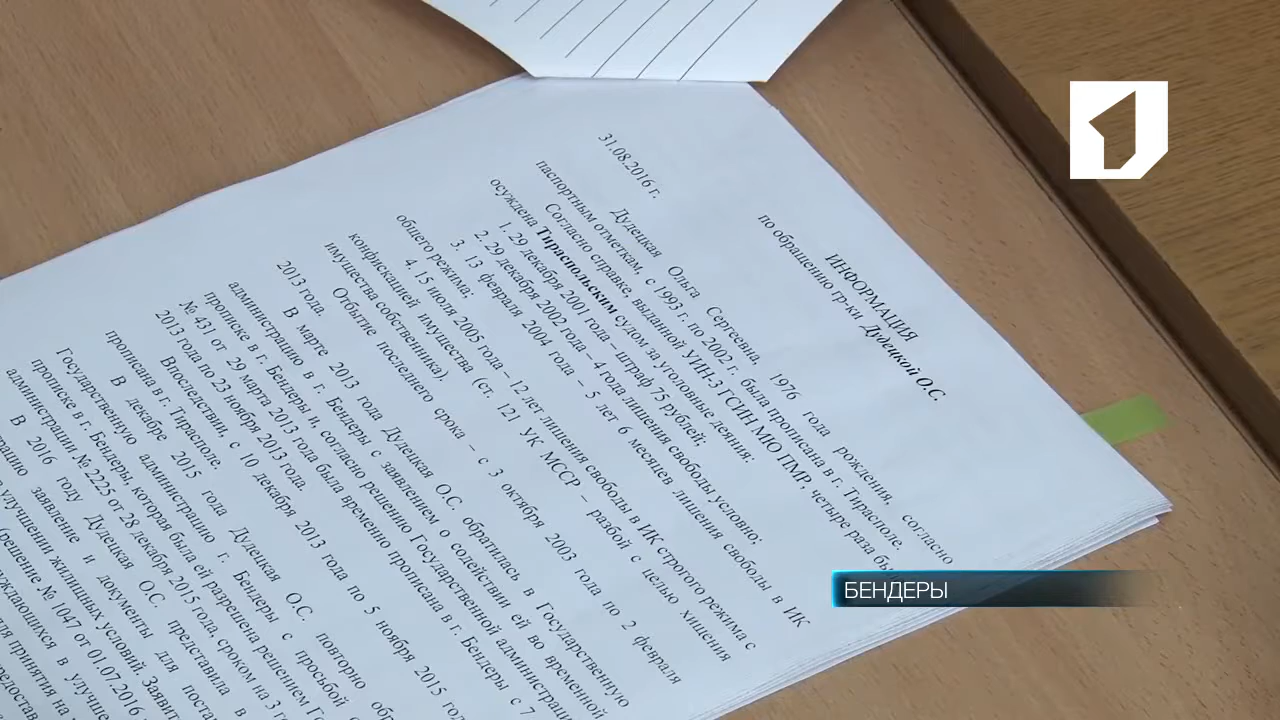 ИНФОРМАЦИЯ
по обращению гр-ки Дудецкой О.С.
31.08.2016 г.
Дудецкая Ольга Сергеевна, 1976 года рождения, согласно
паспортным отметкам, с 1993 г. по 2002 г. была прописана в г. Тирасполе.
Согласно справке, выданной УИН-3 ГСИН МЮ ПМР, четыре раза
осуждена Тираспольским судом за уголовные деяния:
1. 29 декабря 2001 года – штраф 75 рублей;
2. 29 декабря 2002 года – 4 года лишения свободы условно;
3. 13 февраля 2004 года – 5 лет 6 месяцев лишения свободы в ИК
общего режима;
4. 15 июля 2005 года – 12 лет лишения свободы в ИК строгого режима с
конфискацией имущества (ст. 121 УК МССР – разбой с целью хищения
имущества собственника).
Отбытие последнего срока – с 3 октября 2003 года по 2 февраля
2013 года.
В марте 2013 года Дудецкая О.С. обратилась в Государственную
администрацию г. Бендеры с заявлением о содействии ей во временной
прописке в г. Бендеры и, согласно решению Государственной
№ 431 от 29 марта 2013 года была временно прописана в г. Бендеры с 7
2013 года по 23 ноября 2013 года.
Впоследствии, с 10 декабря 2013 года по 5 ноября 2015
прописана в г. Тирасполе.
В декабре 2015 года Дудецкая О.С. повторно
Государственную администрацию г. Бендеры с просьбой
прописке в г. Бендеры, которая была ей разрешена решением
администрации № 2225 от 28 декабря 2015 года, сроком на 3
В 2016 году Дудецкая О.С. представила в
заявление и документы для
улучшении жилищных условий.
(решение № 1047 от 01.07.2016
для принятия на
БЕНДЕРЫ